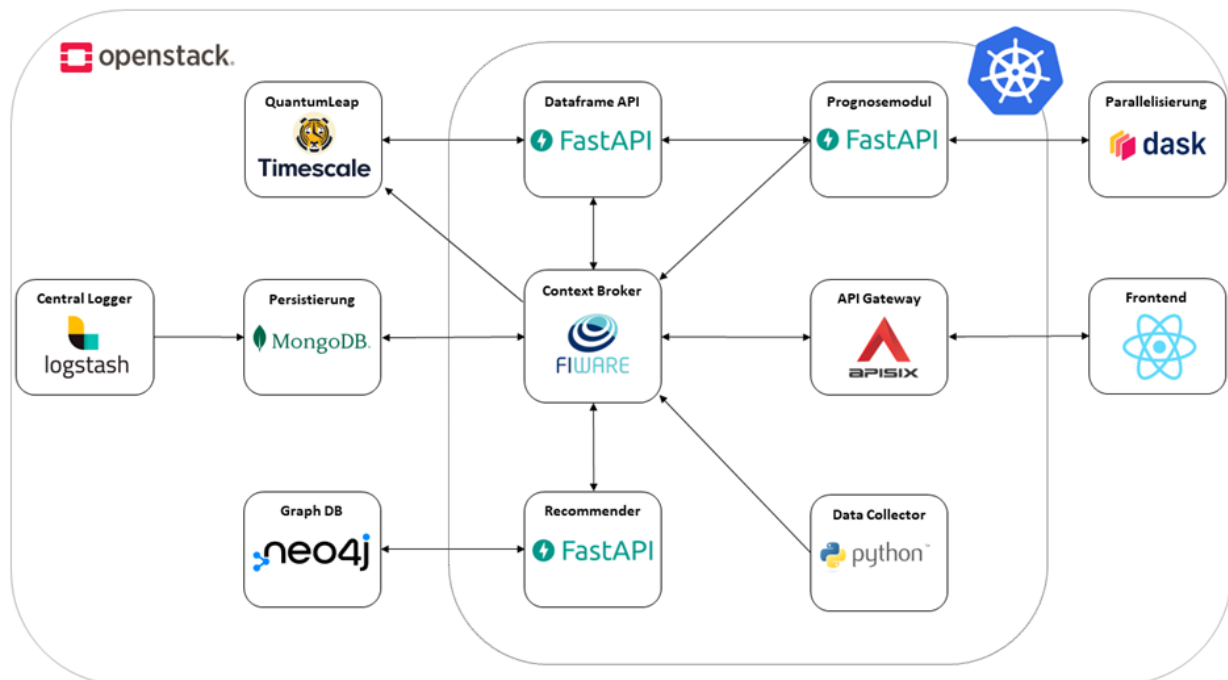 openstack.
QuantumLeap
Timescale
Dataframe API
FastAPI
Prognosemodul
FastAPI
Parallelisierung
dask
Central Logger
logstash
Persistierung
MongoDB.
Context Broker
FIWARE
API Gateway
APISIX
Frontend
Graph DB
neo4j
Recommender
FastAPI
Data Collector
python™